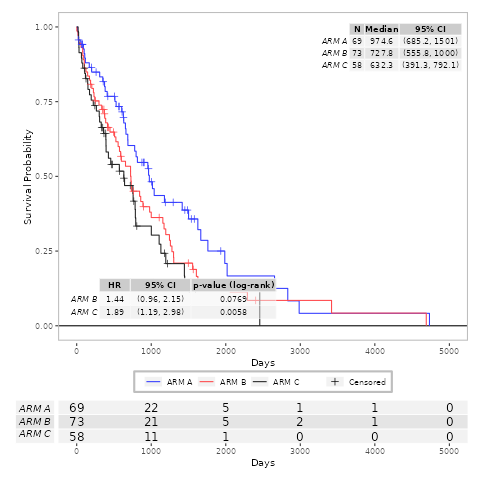 1.00
0.75
0.50
0.25
0.00
Survival Probability
N Median 95% CI
ARM A 69 974.6 (685.2, 1501)
ARM B 73 727.8 (555.8, 1000)
ARM C 58 632.3 (391.3, 792.1)
HR 95% CI p-value (log-rank)
ARM B 1.44 (0.96, 2.15) 0.0769
ARM C 1.89 (1.19, 2.98) 0.0058
0 1000 2000 3000 4000 5000
Days
ARM A ARM B ARM C Censored
ARM A 69 22 5 1 1 0
ARM B 73 21 5 2 1 0
ARM C 58 11 1 0 0 0
0 1000 2000 3000 4000 5000
Days